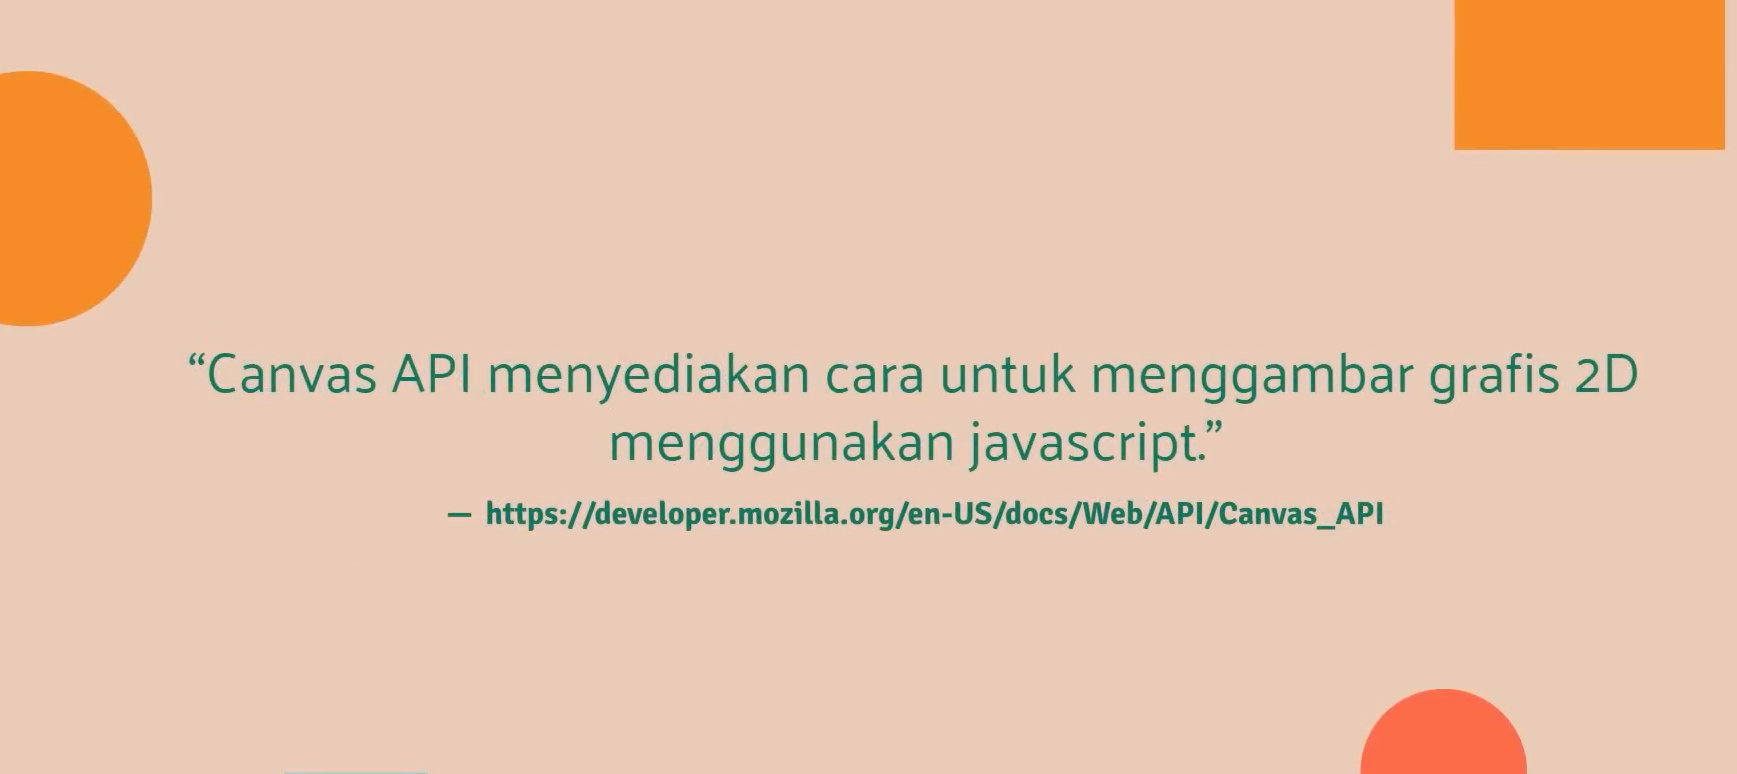 “Canvas API menyediakan cara untuk menggambar grafis 2D
menggunakan javascript.”
— https://developer.mozilla.org/en-US/docs/Web/API/Canvas_API